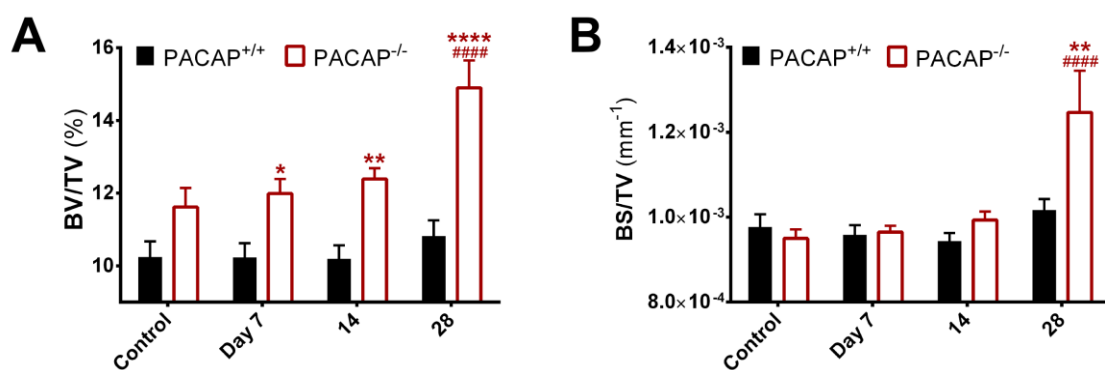 A
PACAP+/+ PACAP-/-
****
####
**
*
BV/TV (%)
16
14
12
10
Control Day 7 14 28
B
PACAP+/+ PACAP-/-
**
####
BS/TV (mm-1)
1.4×10-3
1.2×10-3
1.0×10-3
8.0×10-4
Control Day 7 14 28